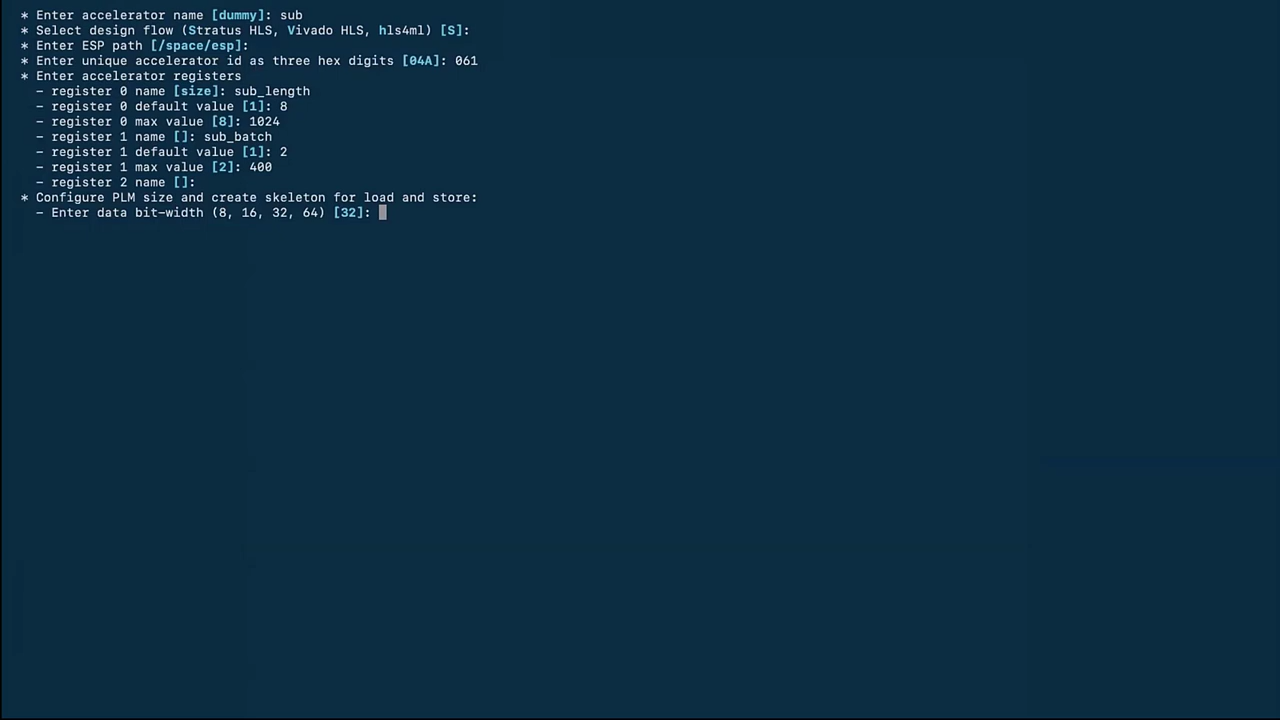 * Enter accelerator name [dummy]: sub
* Select design flow (Stratus HLS, Vivado HLS, hls4ml) [S]:
* Enter ESP path [/space/esp]:
* Enter unique accelerator id as three hex digits [04A]: 061
* Enter accelerator registers
- register 0 name [size]: sub_length
- register 0 default value [1]: 8
- register 0 max value [8]: 1024
- register 1 name []: sub_batch
- register 1 default value [1]: 2
- register 1 max value [2]: 400
- register 2 name []:
* Configure PLM size and create skeleton for load and store:
- Enter data bit-width (8, 16, 32, 64) [32]: